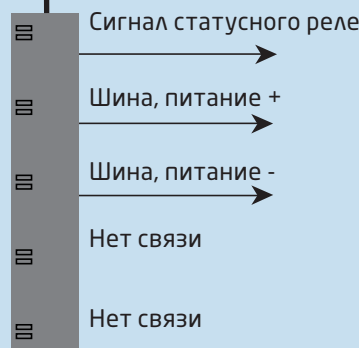 Сигнал статусного реле
Шина, питание +
Шина, питание -
Нет связи
Нет связи